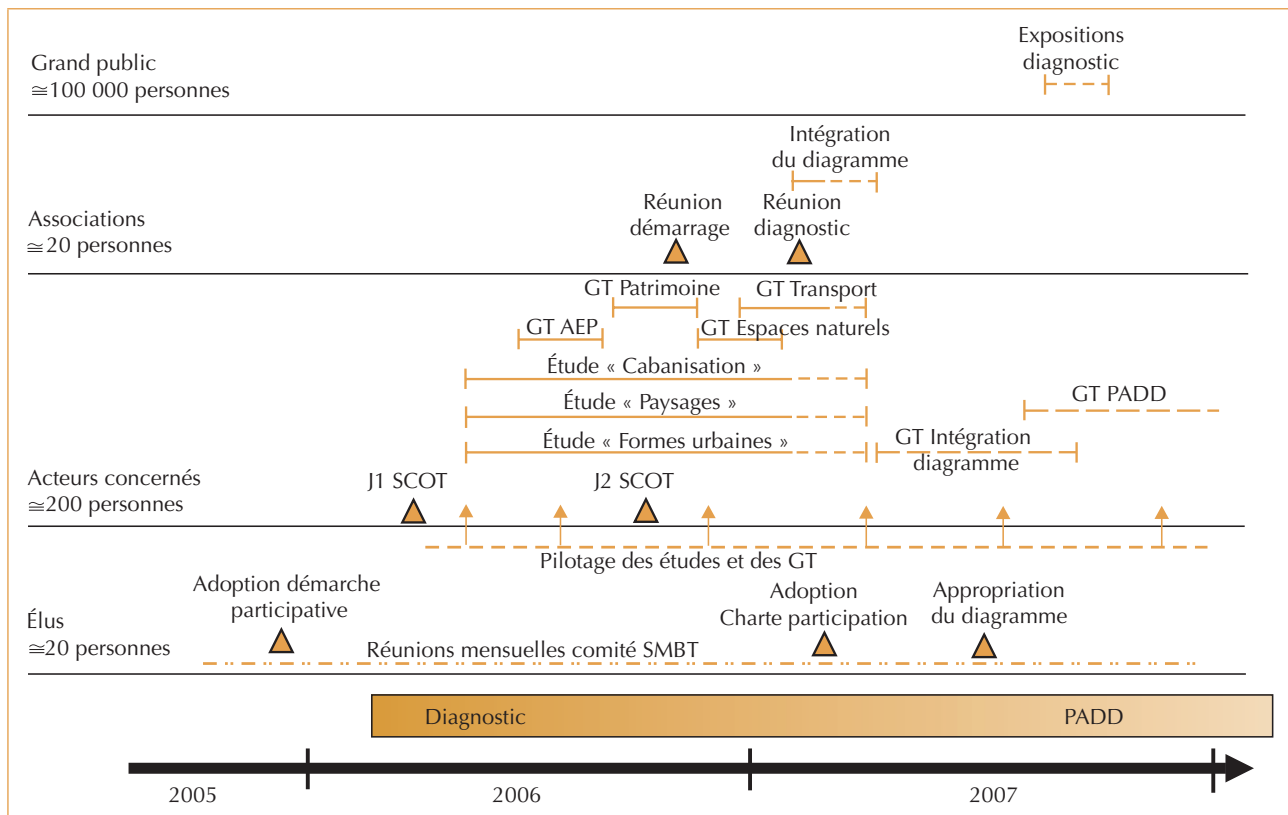 Expositions
diagnostic
Grand public
≅100 000 personnes
Intégration
du diagramme
Réunion
démarrage
Réunion
diagnostic
Associations
≅20 personnes
GT Patrimoine
GT Transport
GT AEP
GT Espaces naturels
Étude « Cabanisation »
Étude « Paysages »
GT PADD
Étude « Formes urbaines »
GT Intégration
diagramme
Acteurs concernés
≅200 personnes
J1 SCOT
J2 SCOT
Pilotage des études et des GT
Adoption démarche
participative
Adoption
Charte participation
Appropriation
du diagramme
Élus
≅20 personnes
Réunions mensuelles comité SMBT
Diagnostic
PADD
2005
2006
2007